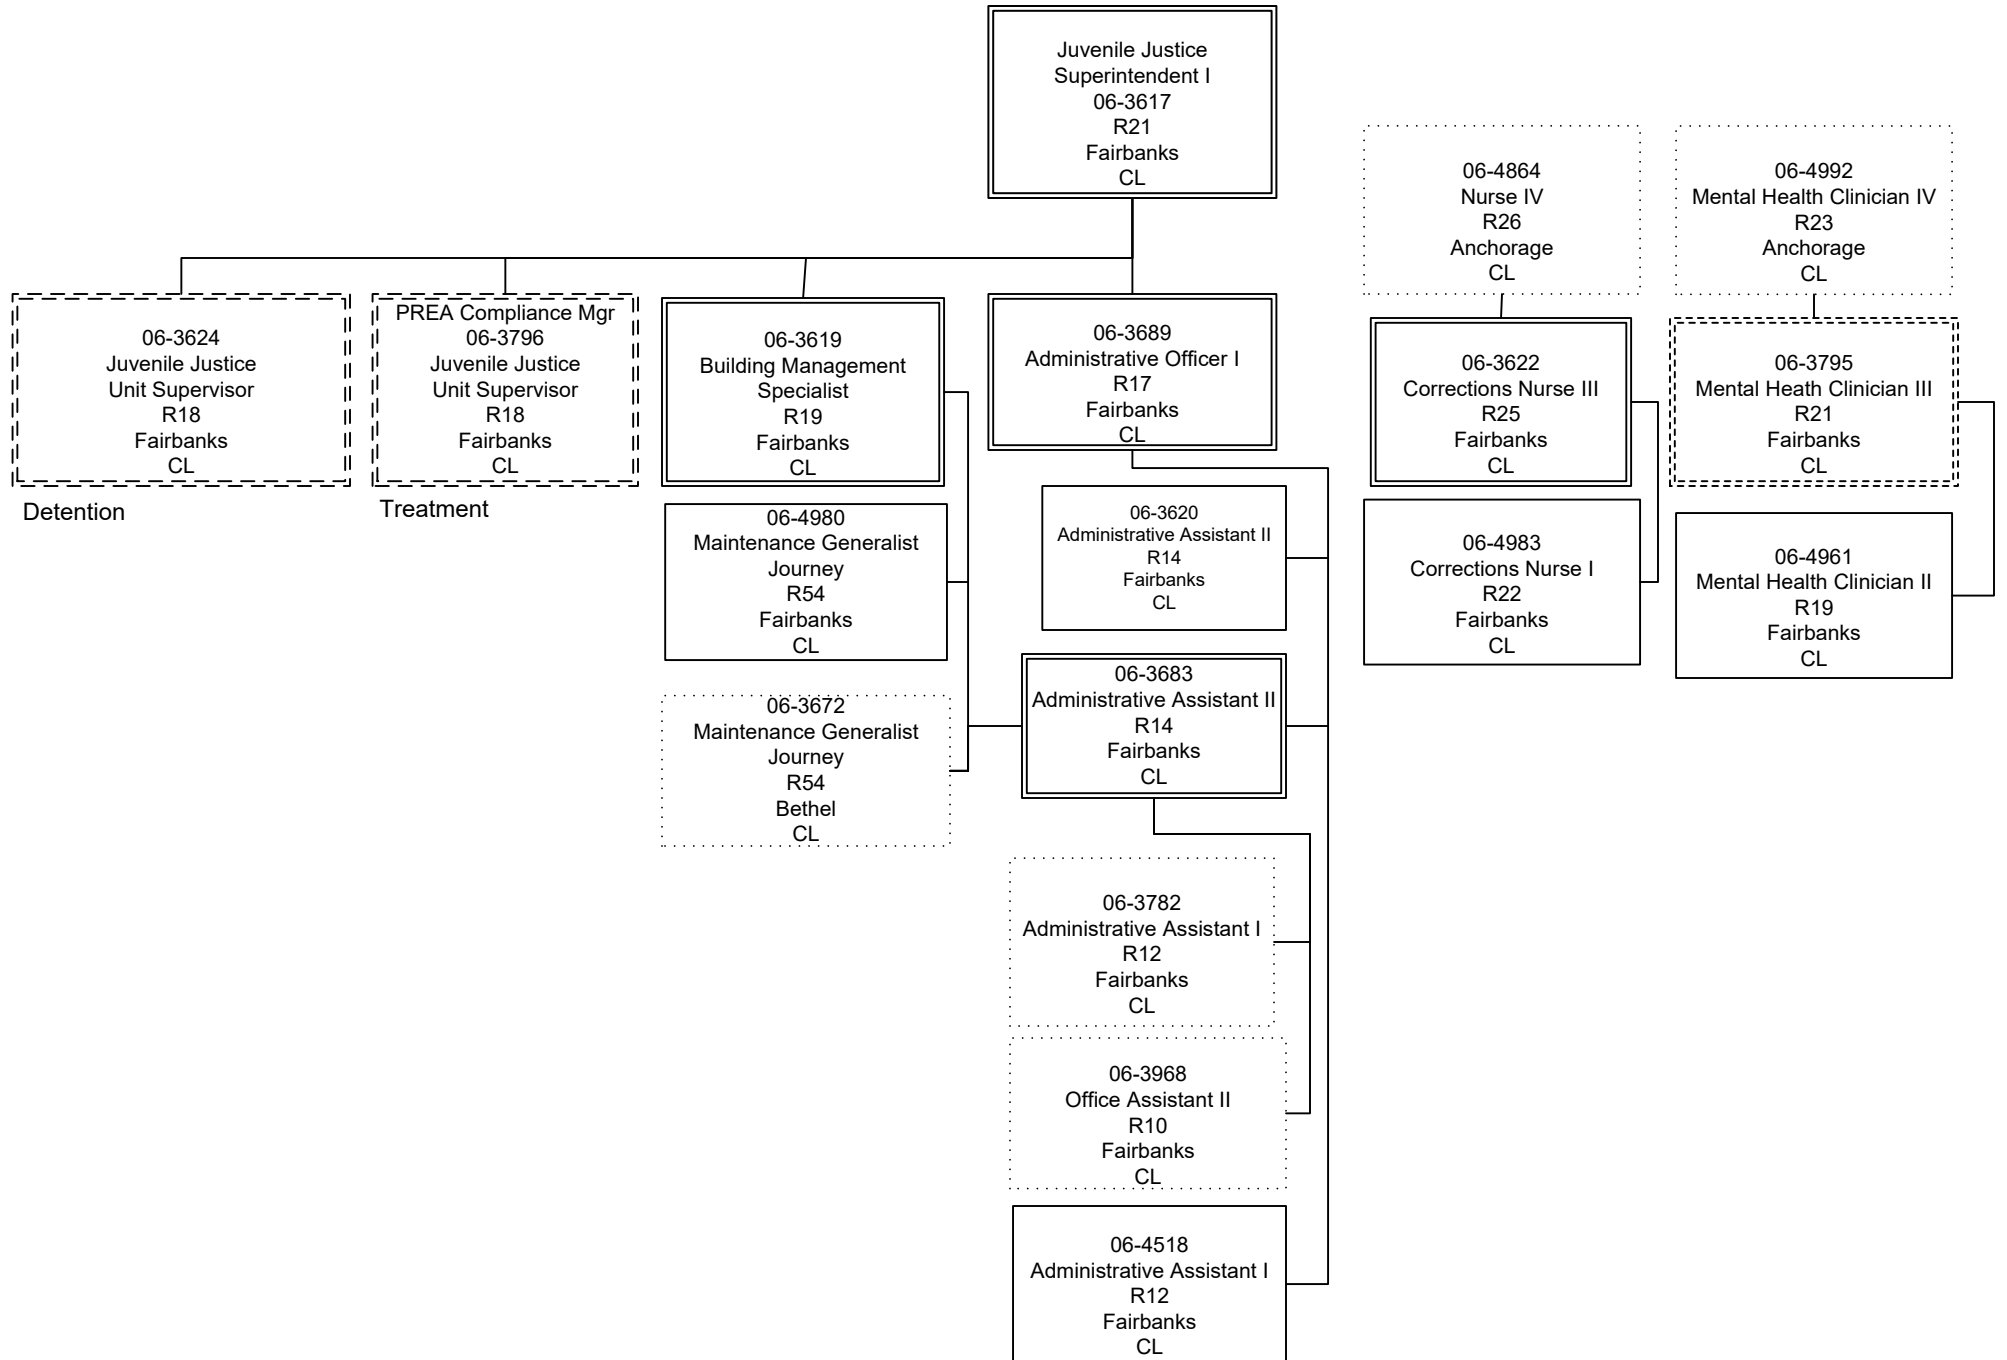 Juvenile Justice
Superintendent I
06-3617
R21
Fairbanks
CL
06-4864
Nurse IV
R26
Anchorage
CL
06-4992
Mental Health Clinician IV
R23
Anchorage
CL
06-3624
Juvenile Justice
Unit Supervisor
R18
Fairbanks
CL
Detention
PREA Compliance Mgr
06-3796
Juvenile Justice
Unit Supervisor
R18
Fairbanks
CL
Treatment
06-3619
Building Management
Specialist
R19
Fairbanks
CL
06-3689
Administrative Officer I
R17
Fairbanks
CL
06-3622
Corrections Nurse III
R25
Fairbanks
CL
06-3795
Mental Heath Clinician III
R21
Fairbanks
CL
06-4980
Maintenance Generalist
Journey
R54
Fairbanks
CL
06-3620
Administrative Assistant II
R14
Fairbanks
CL
06-4983
Corrections Nurse I
R22
Fairbanks
CL
06-4961
Mental Health Clinician II
R19
Fairbanks
CL
06-3672
Maintenance Generalist
Journey
R54
Bethel
CL
06-3683
Administrative Assistant II
R14
Fairbanks
CL
06-3782
Administrative Assistant I
R12
Fairbanks
CL
06-3968
Office Assistant II
R10
Fairbanks
CL
06-4518
Administrative Assistant I
R12
Fairbanks
CL